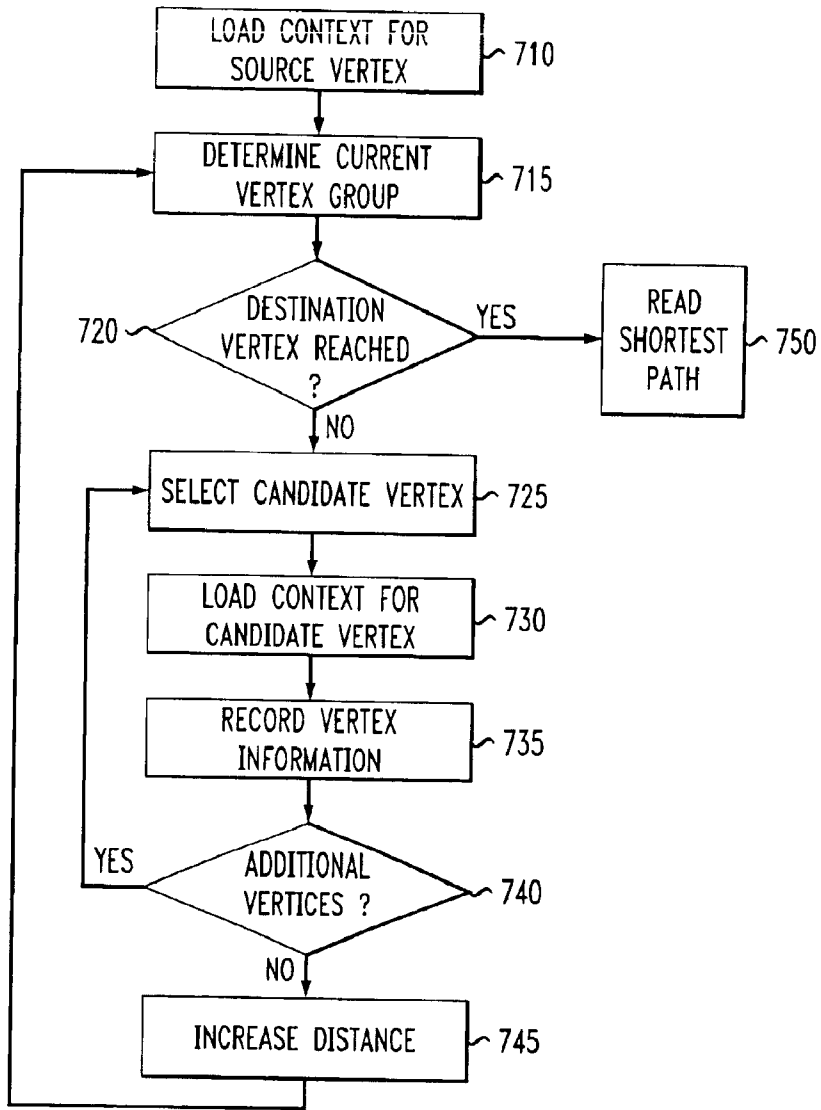 LOAD CONTEXT FOR
SOURCE VERTEX
710
DETERMINE CURRENT
VERTEX GROUP
715
720
DESTINATION
VERTEX REACHED
?
YES
READ
SHORTEST
PATH
750
NO
SELECT CANDIDATE VERTEX
725
LOAD CONTEXT FOR
CANDIDATE VERTEX
730
RECORD VERTEX
INFORMATION
735
YES
ADDITIONAL
VERTICES ?
740
NO
INCREASE DISTANCE
745